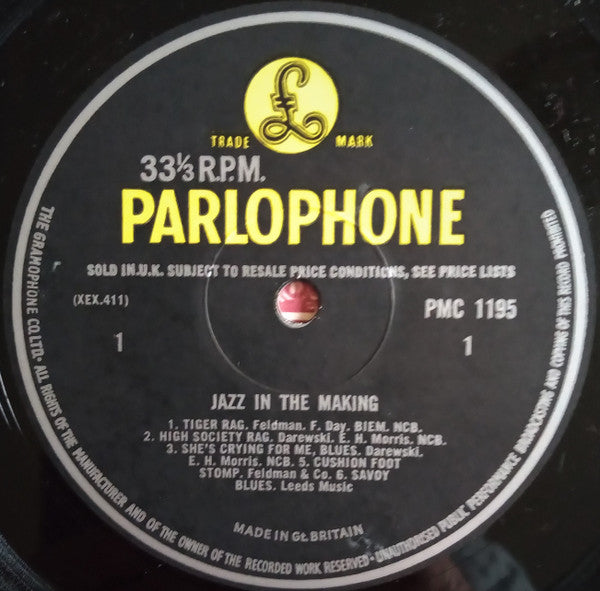 £
TRADE MARK
33⅓ R.P.M.
PARLOPHONE
SOLD IN U.K. SUBJECT TO RESALE PRICE CONDITIONS, SEE PRICE LISTS
(XEX.411) PMC 1195
1 1
JAZZ IN THE MAKING
1. TIGER RAG. Feldman. F. Day. BIEM. NCB.
2. HIGH SOCIETY RAG. Darewski. E. H. Morris. NCB.
3. SHE'S CRYING FOR ME, BLUES. Darewski.
E. H. Morris. NCB. 5. CUSHION FOOT
STOMP. Feldman & Co. 6. SAVOY
BLUES. Leeds Music
MADE IN Gt. BRITAIN
THE GRAMOPHONE CO. LTD. · ALL RIGHTS OF THE MANUFACTURER AND OF THE OWNER OF THE RECORDED WORK RESERVED · UNAUTHORISED PUBLIC PERFORMANCE BROADCASTING AND COPYING OF THIS RECORD PROHIBITED